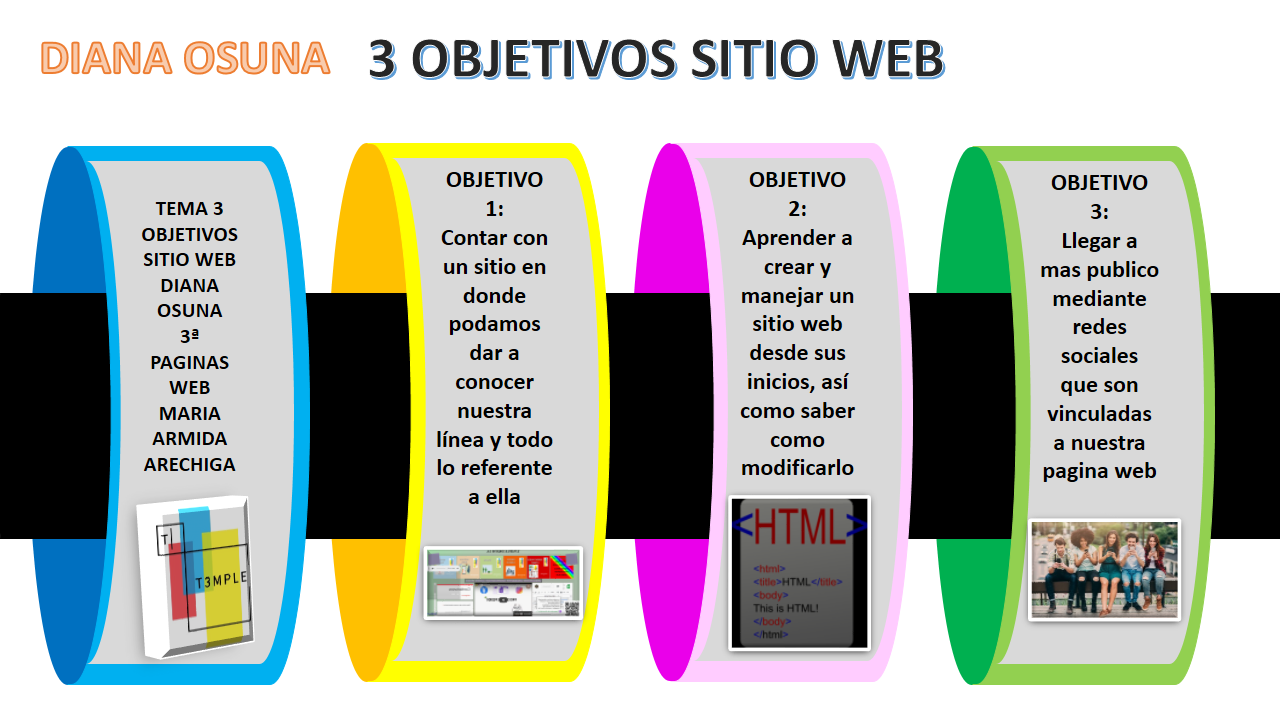 DIANA OSUNA
3 OBJETIVOS SITIO WEB
TEMA 3
OBJETIVOS
SITIO WEB
DIANA
OSUNA
3ª
PAGINAS
WEB
MARIA
ARMIDA
ARECHIGA
T|
T3MPLE
OBJETIVO
1:
Contar con
un sitio en
donde
podamos
dar a
conocer
nuestra
línea y todo
lo referente
a ella
OBJETIVO
2:
Aprender a
crear y
manejar un
sitio web
desde sus
inicios, así
como saber
como
modificarlo
<HTML>
<html>
<title>HTML</title>
<body>
This is HTML!
</body>
</html>
OBJETIVO
3:
Llegar a
mas publico
mediante
redes
sociales
que son
vinculadas
a nuestra
pagina web